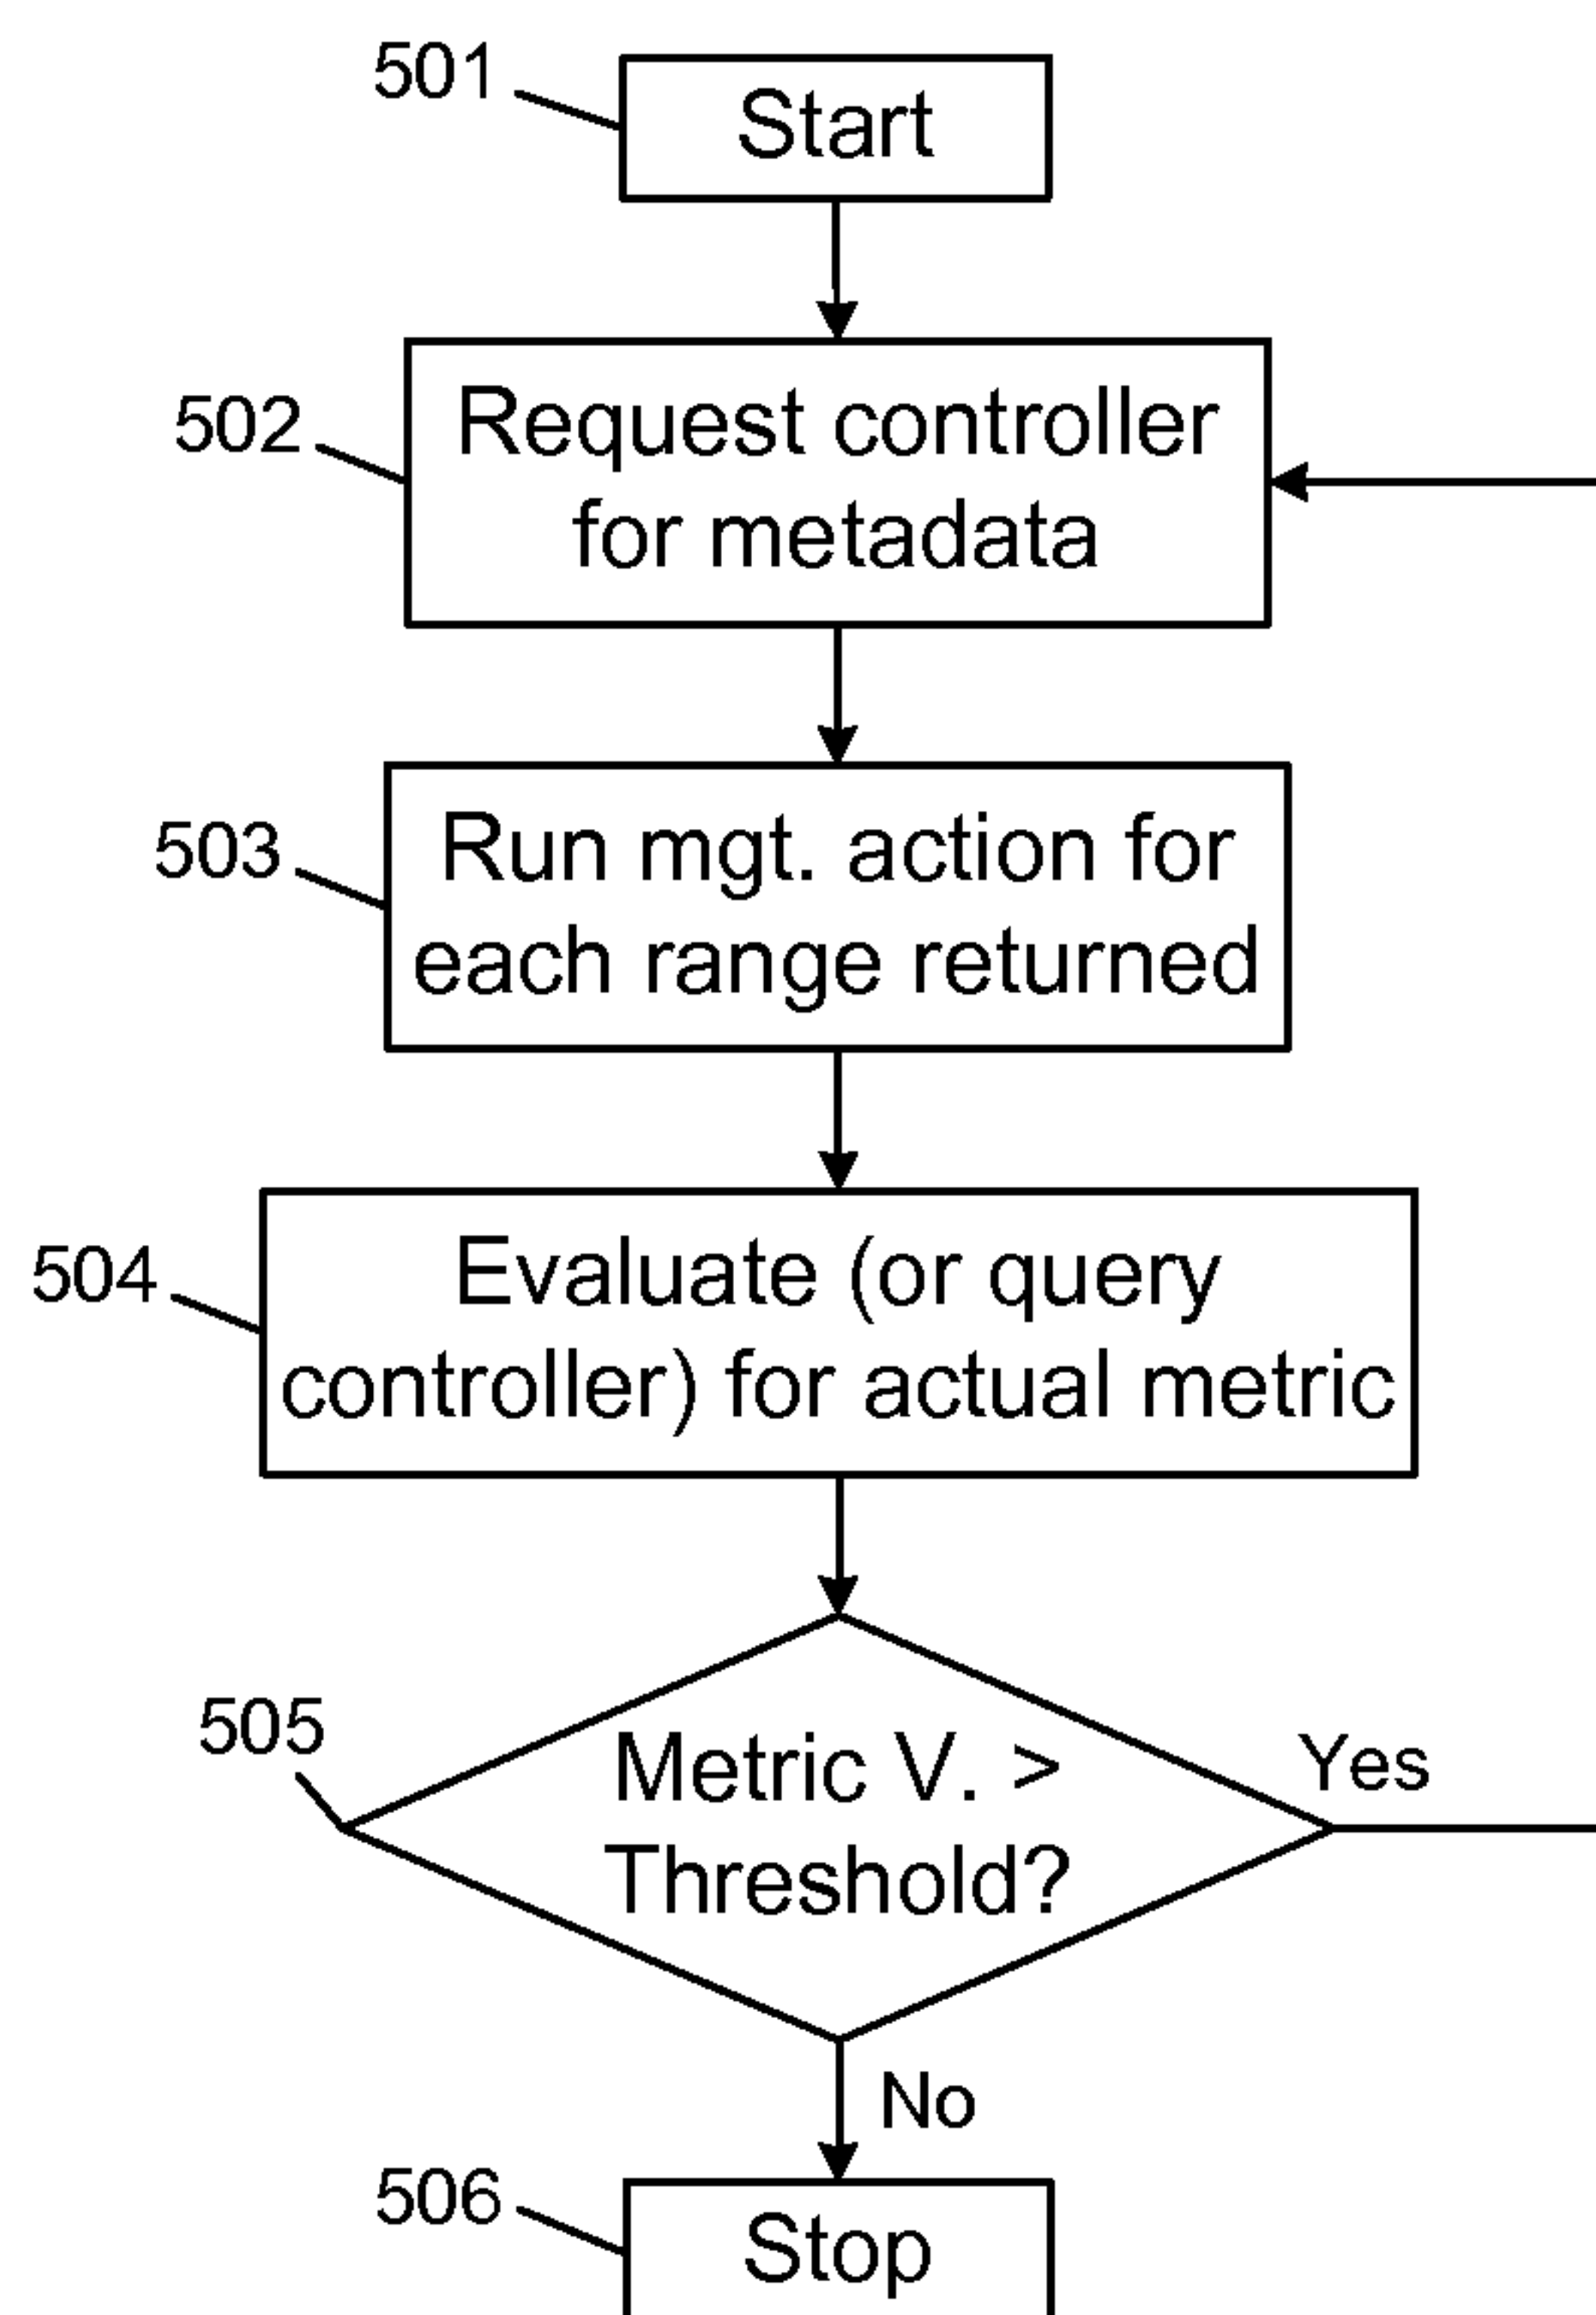 501
Start
502
Request controller
for metadata
503
Run mgt. action for
each range returned
504
Evaluate (or query
controller) for actual metric
505
Metric V. >
Threshold?
Yes
No
506
Stop